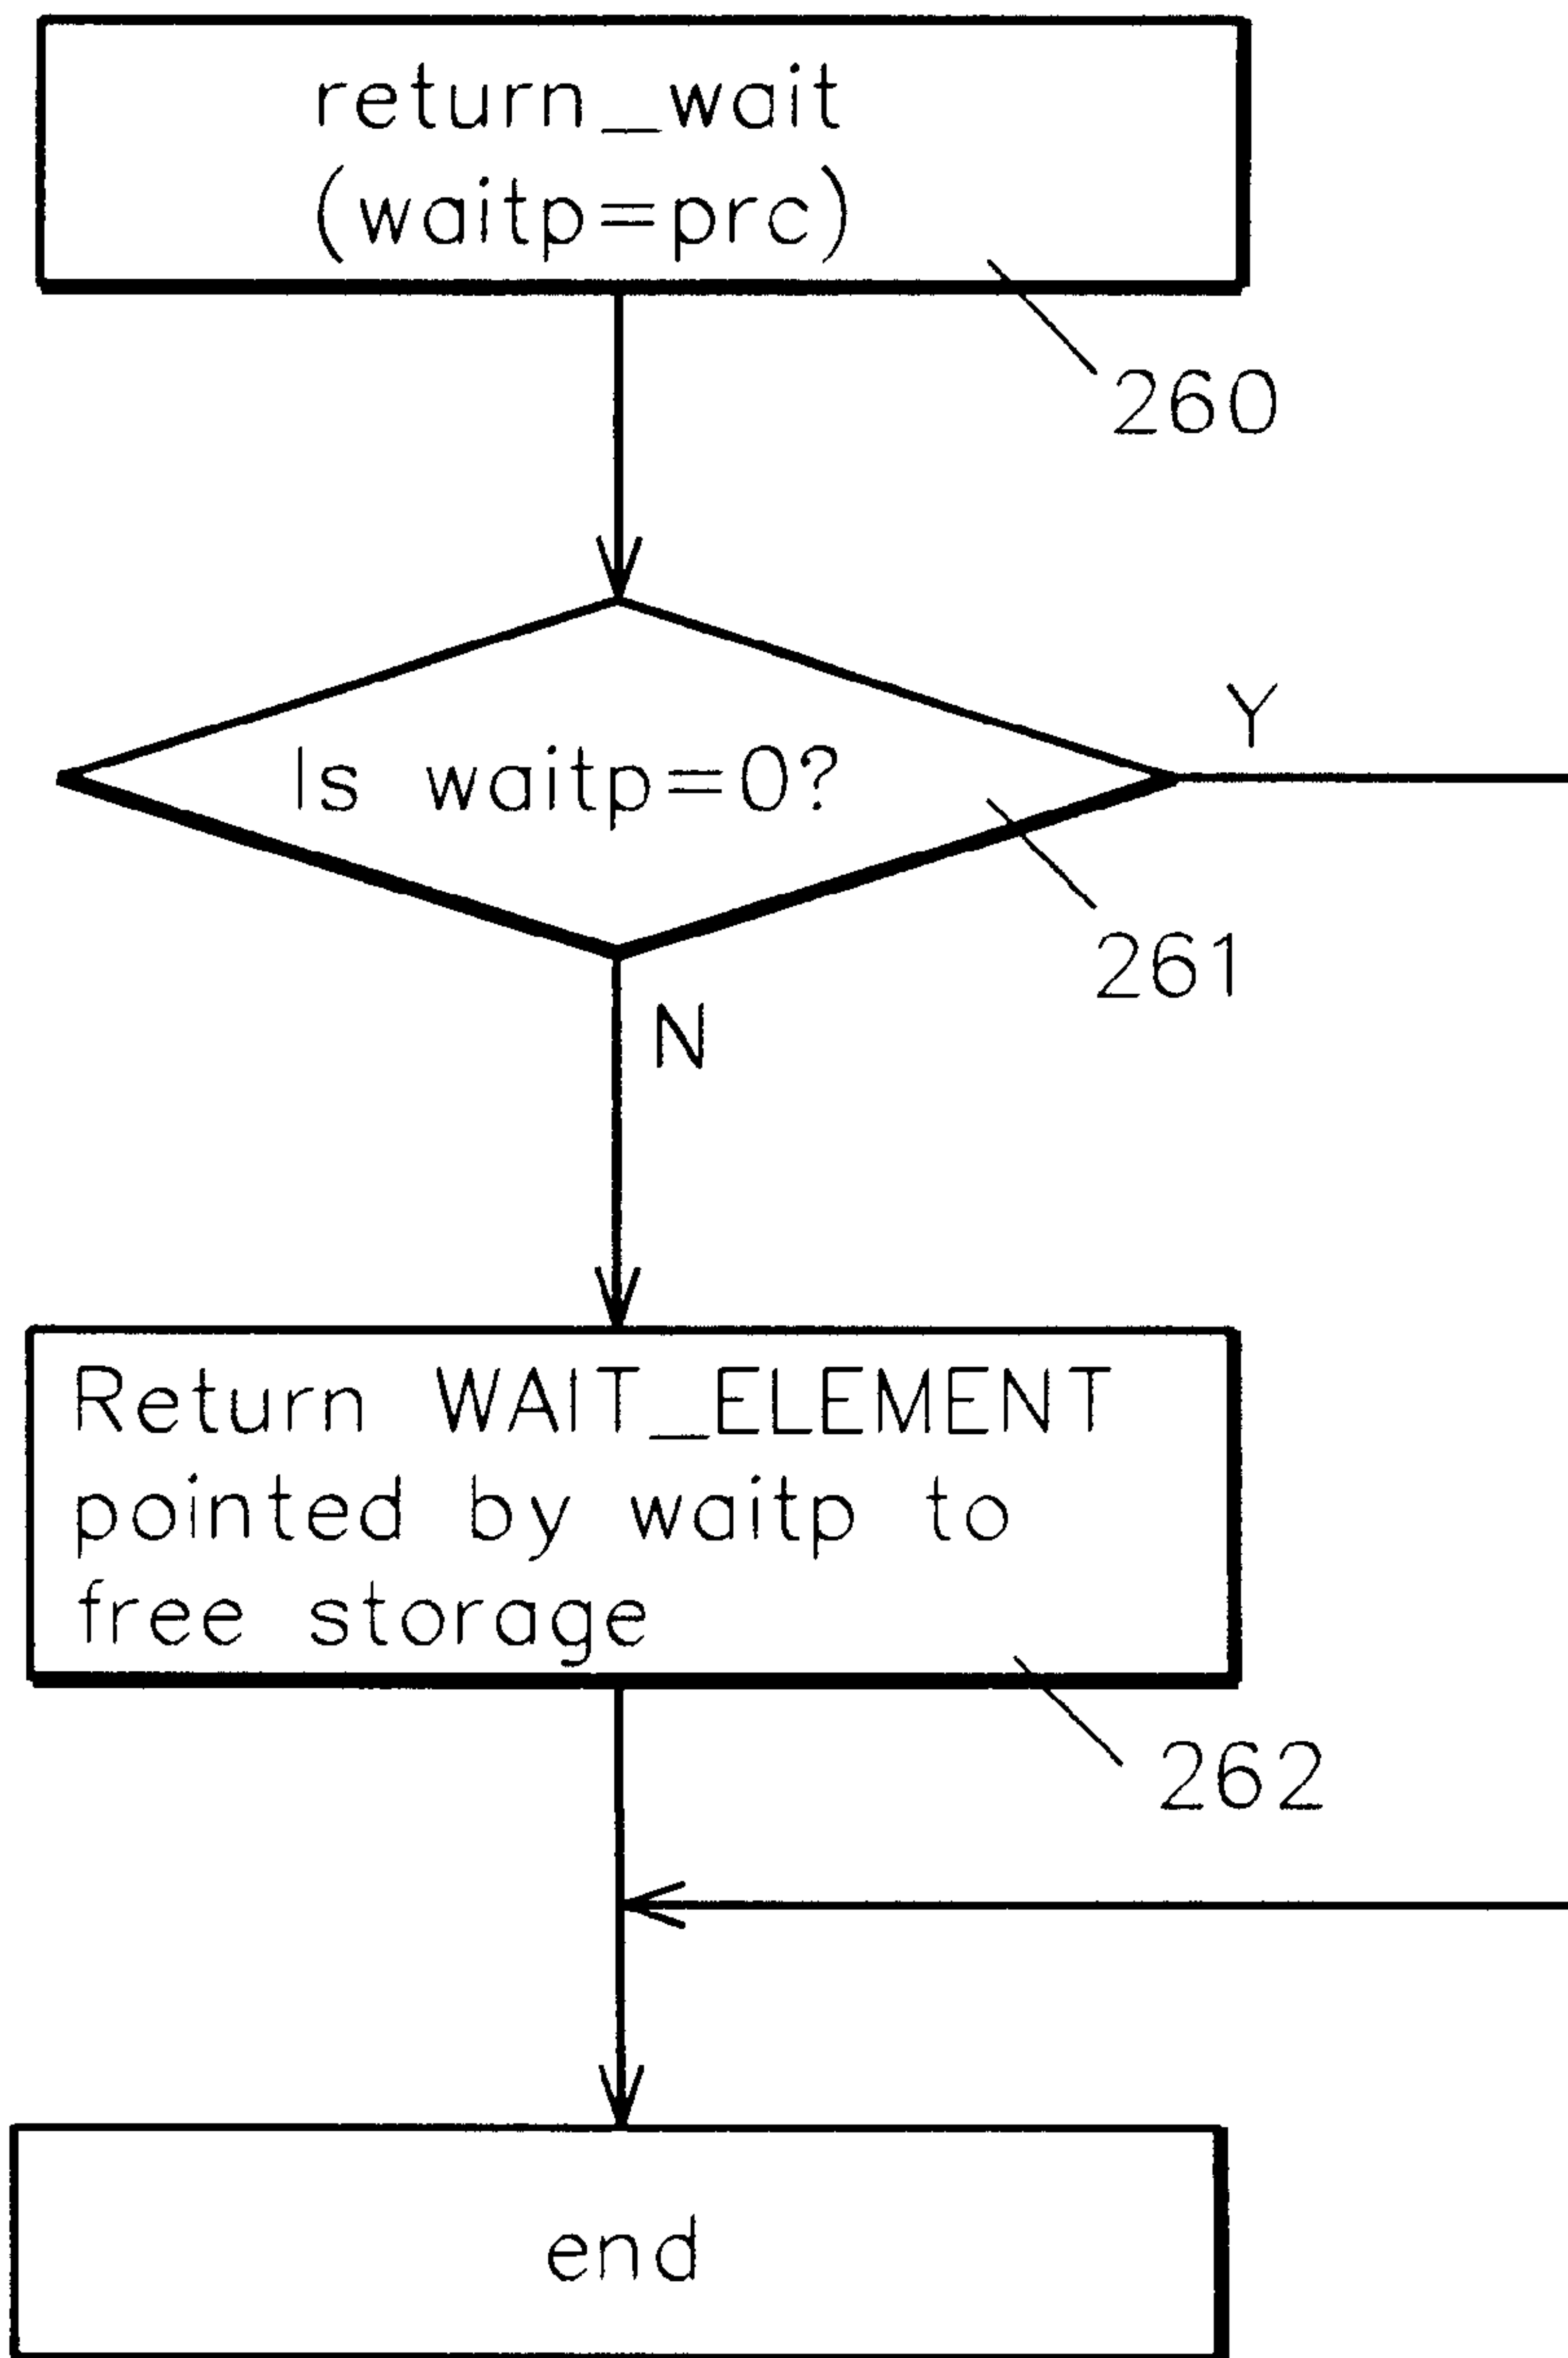 return_wait
(waitp=prc)
260
Is waitp=0?
Y
261
N
Return WAIT_ELEMENT
pointed by waitp to
free storage
262
end